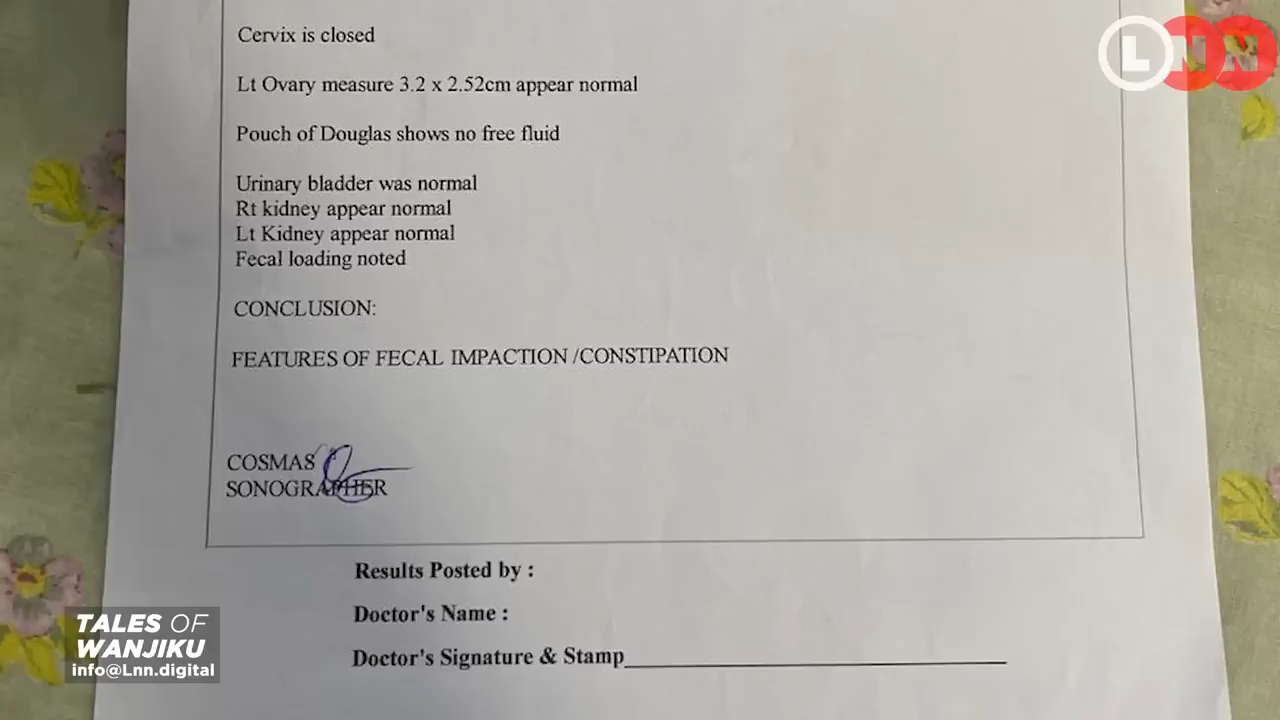 LNN
Cervix is closed
Lt Ovary measure 3.2 x 2.52cm appear normal
Pouch of Douglas shows no free fluid
Urinary bladder was normal
Rt kidney appear normal
Lt Kidney appear normal
Fecal loading noted
CONCLUSION:
FEATURES OF FECAL IMPACTION /CONSTIPATION
COSMAS
SONOGRAPHER
Results Posted by :
Doctor's Name :
Doctor's Signature & Stamp
TALES OF
WANJIKU
info@Lnn.digital